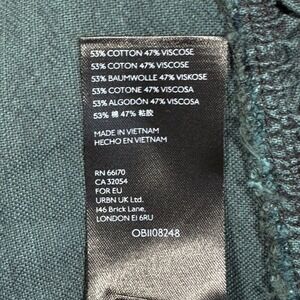 53% COTTON 47% VISCOSE
53% COTON 47% VISCOSE
53% BAUMWOLLE 47% VISKOSE
53% COTONE 47% VISCOSA
53% ALGODÓN 47% VISCOSA
53% 棉 47% 粘胶
MADE IN VIETNAM
HECHO EN VIETNAM
RN 66170
CA 32054
FOR EU
URBN UK Ltd.
146 Brick Lane,
LONDON E1 6RU
OB1108248